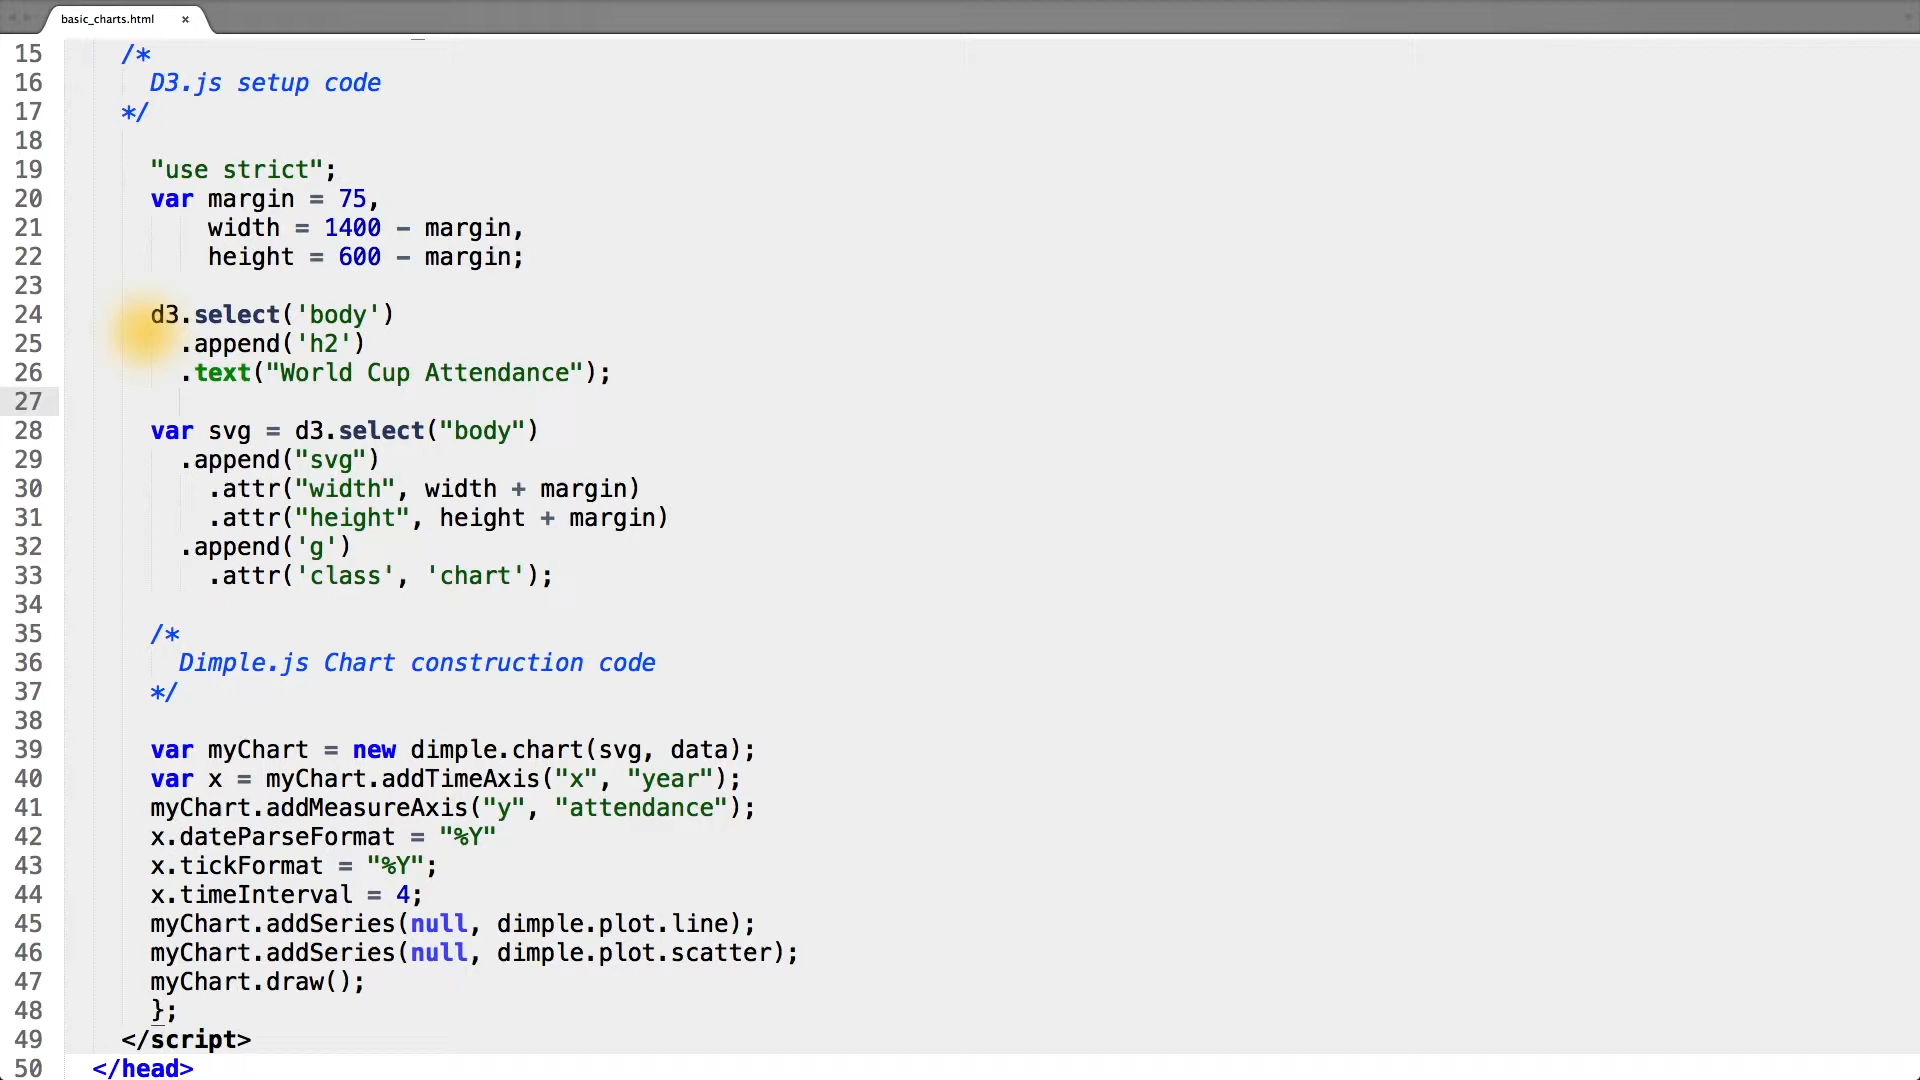 basic_charts.html ×
15 /*
16 D3.js setup code
17 */
18
19 "use strict";
20 var margin = 75,
21 width = 1400 - margin,
22 height = 600 - margin;
23
24 d3.select('body')
25 .append('h2')
26 .text("World Cup Attendance");
27
28 var svg = d3.select("body")
29 .append("svg")
30 .attr("width", width + margin)
31 .attr("height", height + margin)
32 .append('g')
33 .attr('class', 'chart');
34
35 /*
36 Dimple.js Chart construction code
37 */
38
39 var myChart = new dimple.chart(svg, data);
40 var x = myChart.addTimeAxis("x", "year");
41 myChart.addMeasureAxis("y", "attendance");
42 x.dateParseFormat = "%Y"
43 x.tickFormat = "%Y";
44 x.timeInterval = 4;
45 myChart.addSeries(null, dimple.plot.line);
46 myChart.addSeries(null, dimple.plot.scatter);
47 myChart.draw();
48 };
49 </script>
50 </head>